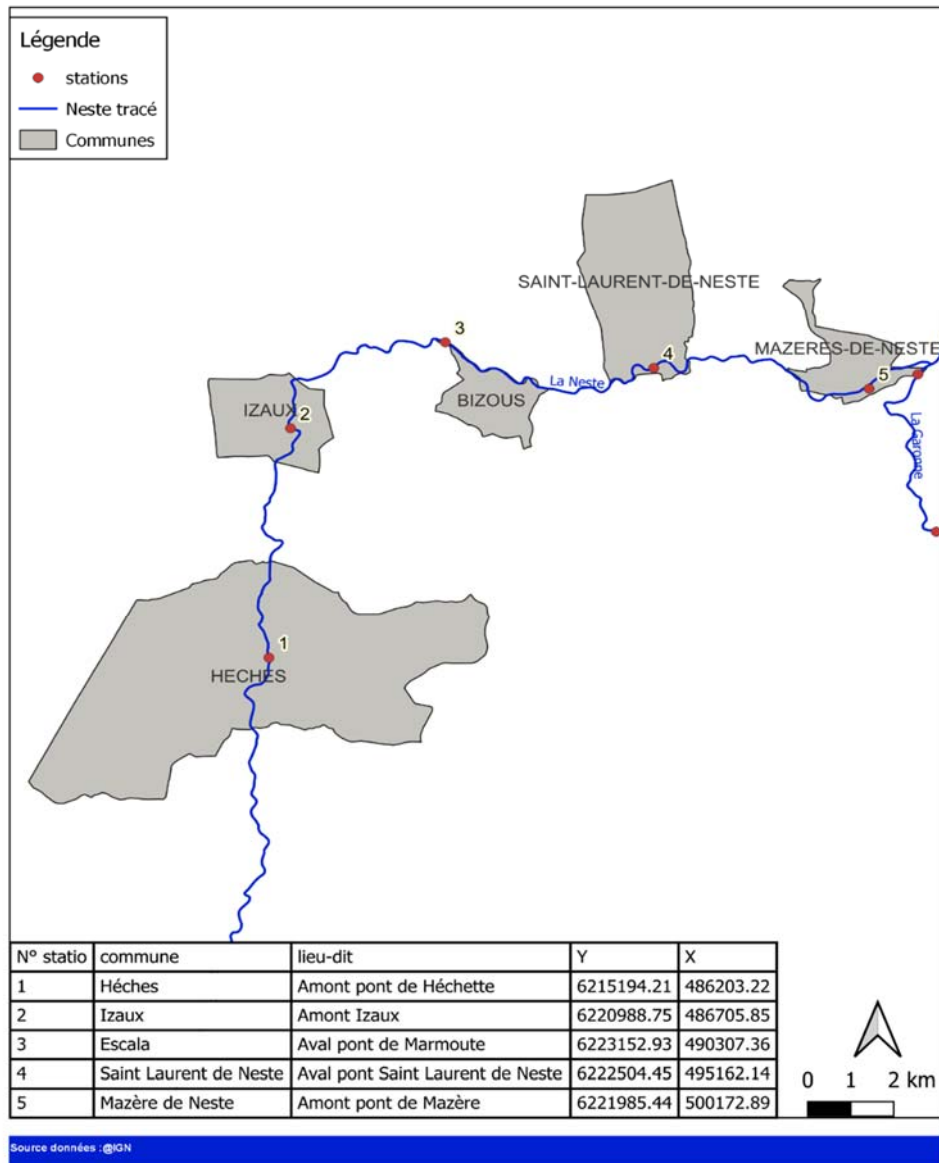 Légende
stations
Neste tracé
Communes
SAINT-LAURENT-DE-NESTE
3
4
MAZERES-DE-NESTE
5
La Neste
BIZOUS
IZAUX
2
La Garonne
1
HECHES
N° statio commune lieu-dit Y X
1 Héches Amont pont de Héchette 6215194.21 486203.22
2 Izaux Amont Izaux 6220988.75 486705.85
3 Escala Aval pont de Marmoute 6223152.93 490307.36
4 Saint Laurent de Neste Aval pont Saint Laurent de Neste 6222504.45 495162.14
5 Mazère de Neste Amont pont de Mazère 6221985.44 500172.89
0 1 2 km
Source données :@IGN